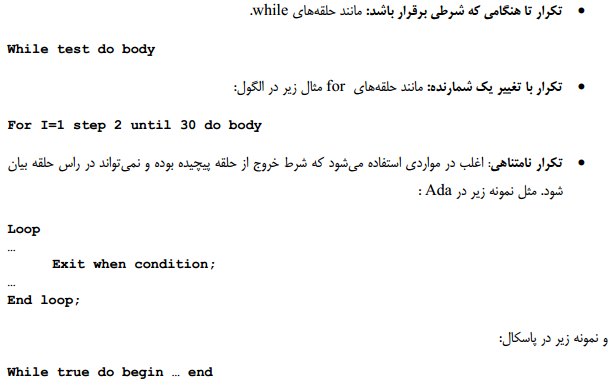 • تکرار تا هنگامی که شرطی برقرار باشد: مانند حلقه‌های while.
While test do body
• تکرار با تغییر یک شمارنده: مانند حلقه‌های for مثال زیر در الگول:
For I=1 step 2 until 30 do body
• تکرار نامتناهی: اغلب در مواردی استفاده می‌شود که شرط خروج از حلقه پیچیده بوده و نمی‌تواند در راس حلقه بیان
شود. مثل نمونه زیر در Ada :
Loop
…
Exit when condition;
…
End loop;
و نمونه زیر در پاسکال:
While true do begin … end